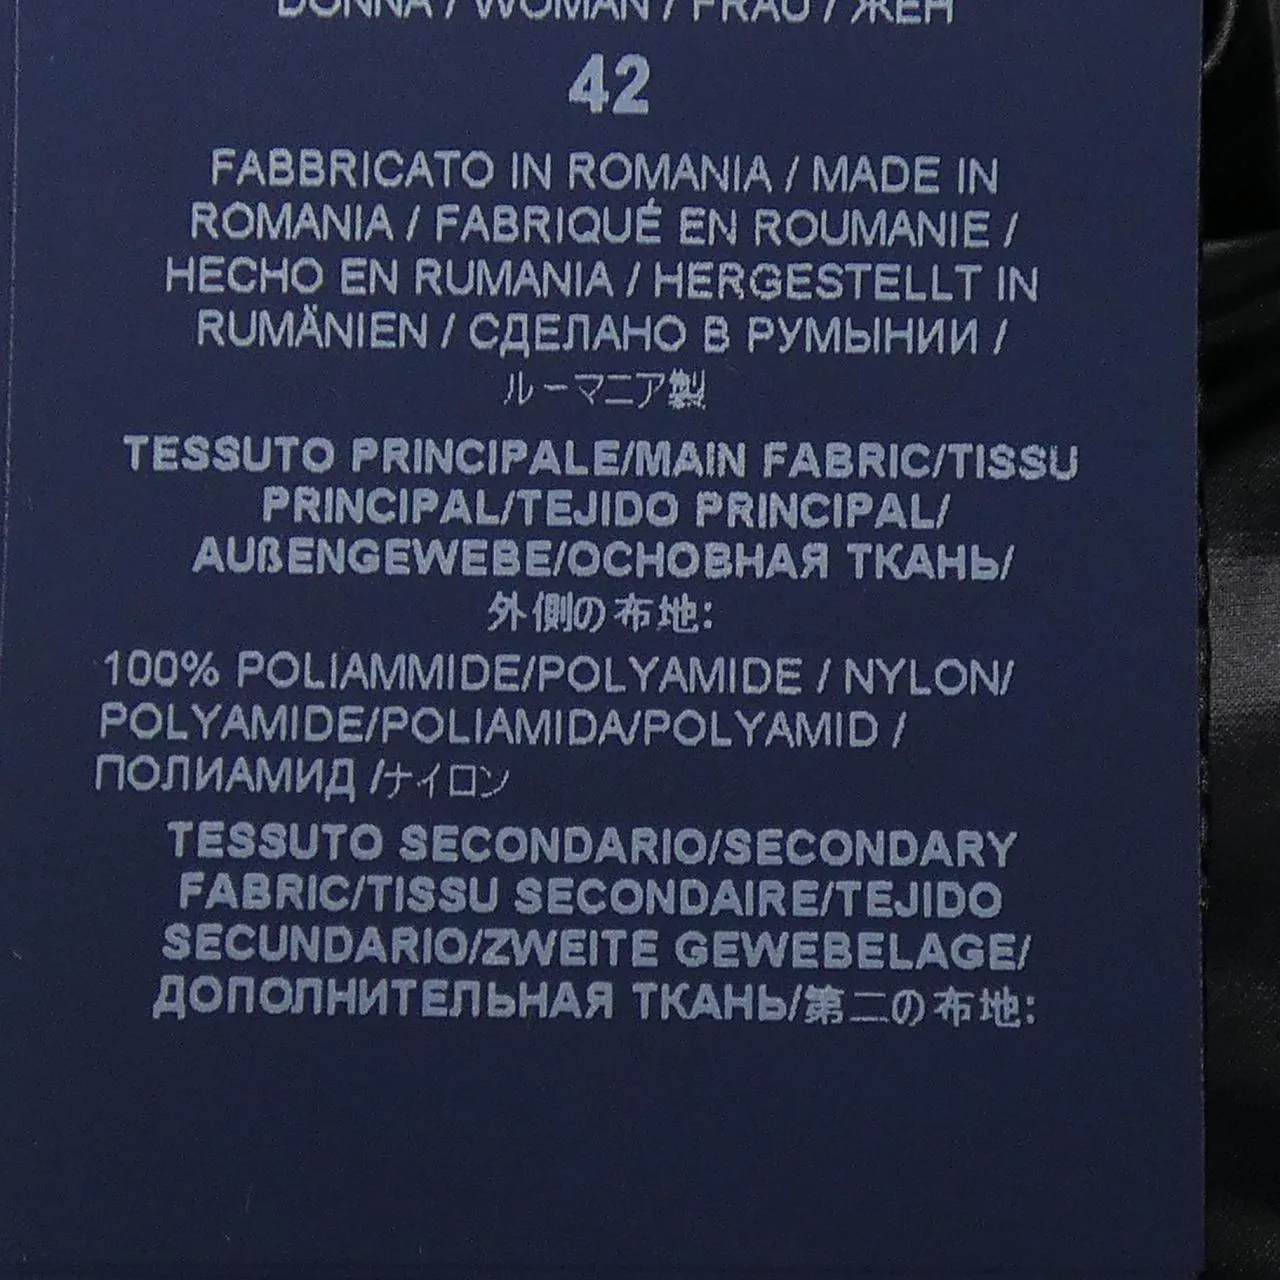 DONNA / WOMAN / FRAU / ЖЕН
42
FABBRICATO IN ROMANIA / MADE IN
ROMANIA / FABRIQUÉ EN ROUMANIE /
HECHO EN RUMANIA / HERGESTELLT IN
RUMÄNIEN / СДЕЛАНО В РУМЫНИИ /
ルーマニア製
TESSUTO PRINCIPALE/MAIN FABRIC/TISSU
PRINCIPAL/TEJIDO PRINCIPAL/
AUßENGEWEBE/ОСНОВНАЯ ТКАНЬ/
外側の布地:
100% POLIAMMIDE/POLYAMIDE / NYLON/
POLYAMIDE/POLIAMIDA/POLYAMID /
ПОЛИАМИД /ナイロン
TESSUTO SECONDARIO/SECONDARY
FABRIC/TISSU SECONDAIRE/TEJIDO
SECUNDARIO/ZWEITE GEWEBELAGE/
ДОПОЛНИТЕЛЬНАЯ ТКАНЬ/第二の布地: